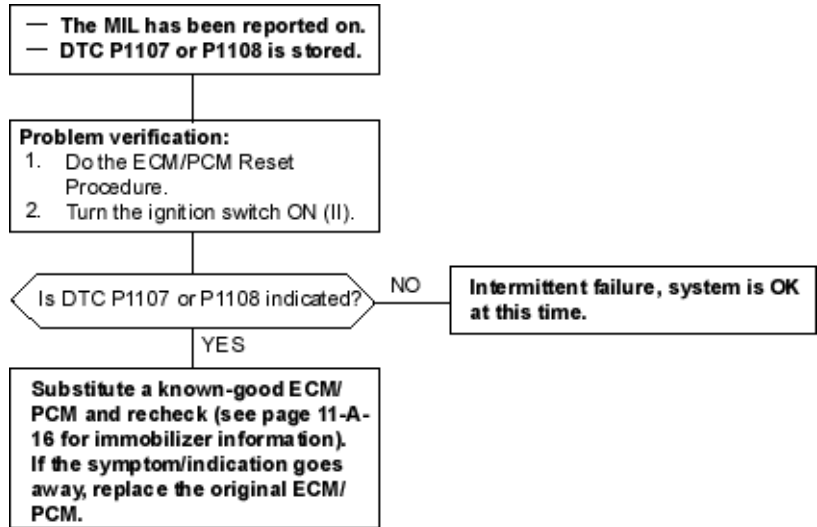 — The MIL has been reported on.
— DTC P1107 or P1108 is stored.
Problem verification:
1. Do the ECM/PCM Reset
Procedure.
2. Turn the ignition switch ON (II).
Is DTC P1107 or P1108 indicated?
NO
Intermittent failure, system is OK
at this time.
YES
Substitute a known-good ECM/
PCM and recheck (see page 11-A-
16 for immobilizer information).
If the symptom/indication goes
away, replace the original ECM/
PCM.